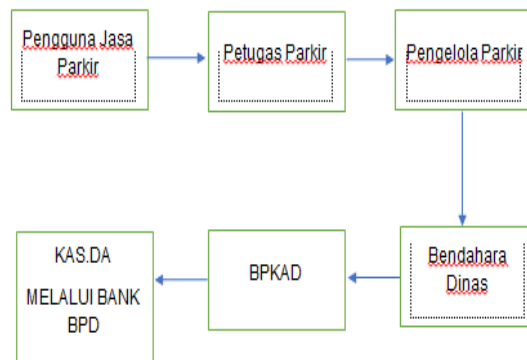 Pengguna Jasa
Parkir
Petugas Parkir
Pengelola Parkir
Bendahara
Dinas
BPKAD
KAS.DA
MELALUI BANK
BPD